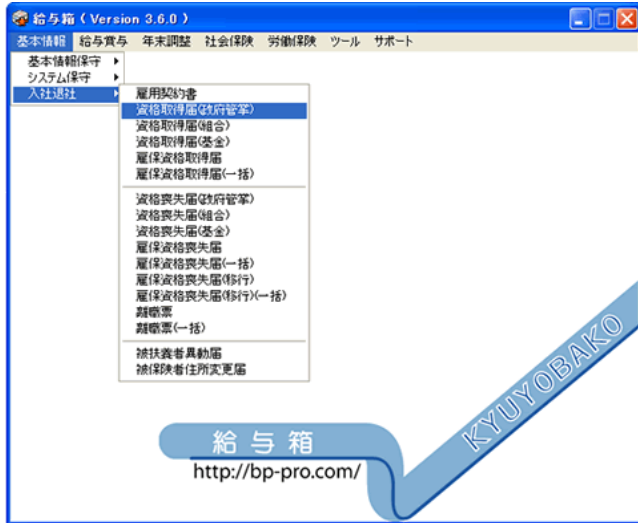 給与箱 ( Version 3.6.0 )
基本情報 給与賞与 年末調整 社会保険 労働保険 ツール サポート
基本情報保守
システム保守
入社退社
雇用契約書
資格取得届(政府管掌)
資格取得届(組合)
資格取得届(基金)
雇保資格取得届
雇保資格取得届(一括)
資格喪失届(政府管掌)
資格喪失届(組合)
資格喪失届(基金)
雇保資格喪失届
雇保資格喪失届(一括)
雇保資格喪失届(移行)
雇保資格喪失届(移行)(一括)
離職票
離職票(一括)
被扶養者異動届
被保険者住所変更届
KYUYOBAKO
給与箱
http://bp-pro.com/